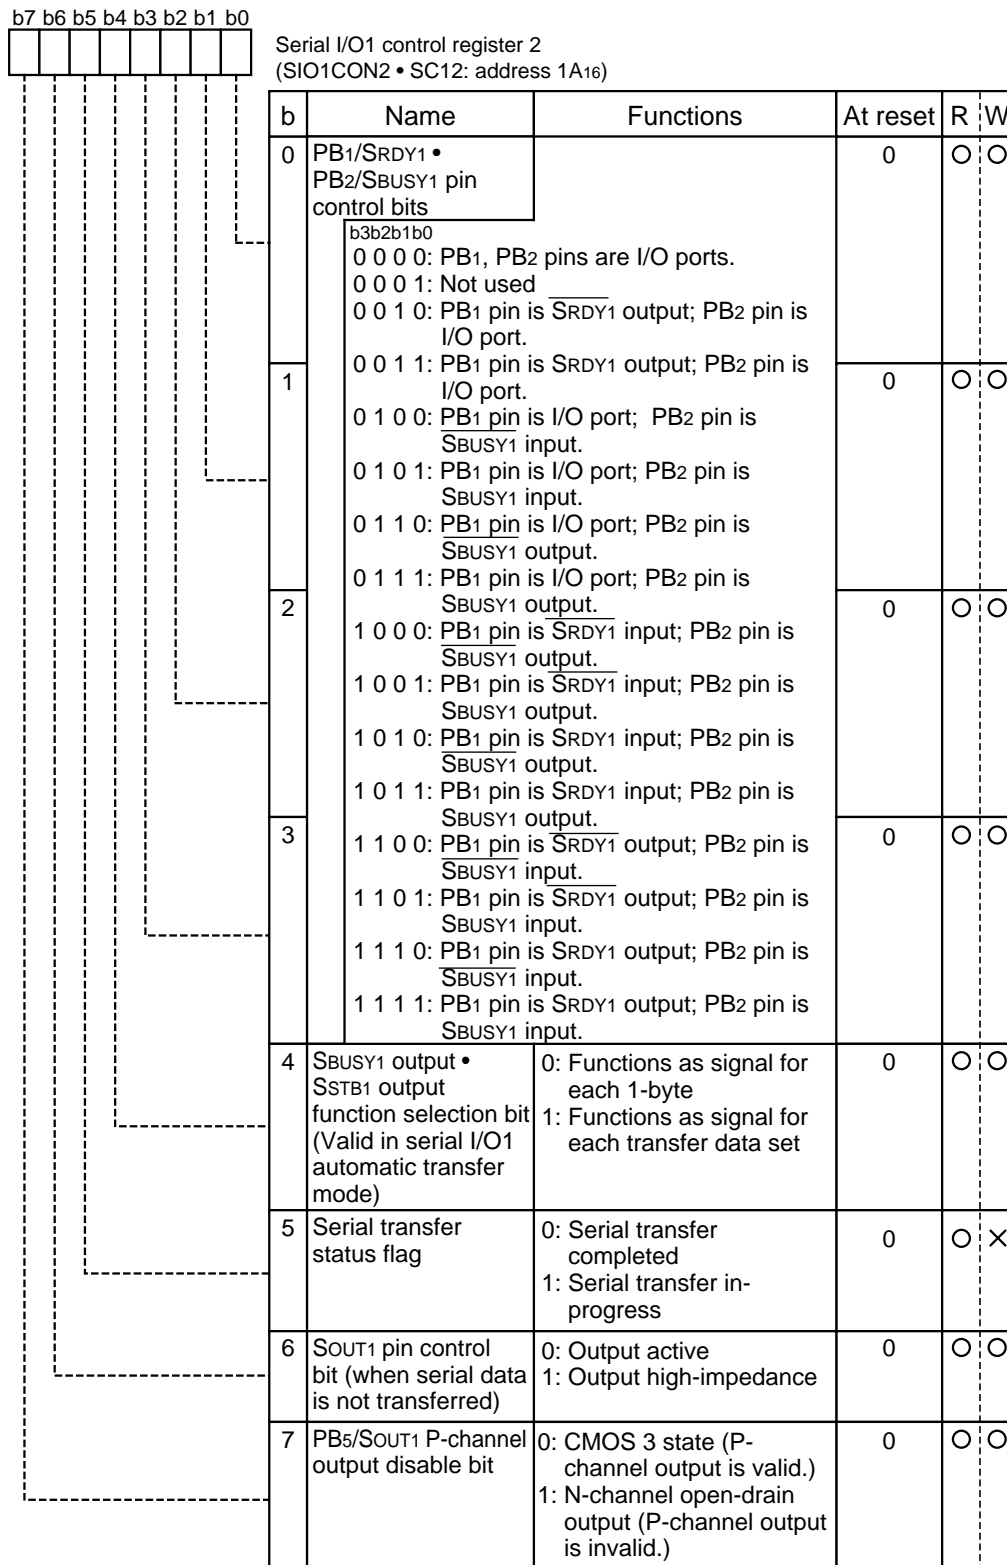 b7 b6 b5 b4 b3 b2 b1 b0
Serial I/O1 control register 2
(SIO1CON2 • SC12: address 1A16)
b Name Functions At reset R W
0 PB1/SRDY1 • 0 O O
PB2/SBUSY1 pin
control bits
b3b2b1b0
0 0 0 0: PB1, PB2 pins are I/O ports.
0 0 0 1: Not used
0 0 1 0: PB1 pin is S̅R̅D̅Y̅1̅ output; PB2 pin is
I/O port.
0 0 1 1: PB1 pin is SRDY1 output; PB2 pin is
1 I/O port. 0 O O
0 1 0 0: PB1 pin is I/O port; PB2 pin is
S̅B̅U̅S̅Y̅1̅ input.
0 1 0 1: PB1 pin is I/O port; PB2 pin is
SBUSY1 input.
0 1 1 0: PB1 pin is I/O port; PB2 pin is
S̅B̅U̅S̅Y̅1̅ output.
0 1 1 1: PB1 pin is I/O port; PB2 pin is
2 SBUSY1 output. 0 O O
1 0 0 0: PB1 pin is S̅R̅D̅Y̅1̅ input; PB2 pin is
S̅B̅U̅S̅Y̅1̅ output.
1 0 0 1: PB1 pin is S̅R̅D̅Y̅1̅ input; PB2 pin is
SBUSY1 output.
1 0 1 0: PB1 pin is SRDY1 input; PB2 pin is
S̅B̅U̅S̅Y̅1̅ output.
1 0 1 1: PB1 pin is SRDY1 input; PB2 pin is
SBUSY1 output.
3 1 1 0 0: PB1 pin is S̅R̅D̅Y̅1̅ output; PB2 pin is 0 O O
S̅B̅U̅S̅Y̅1̅ input.
1 1 0 1: PB1 pin is S̅R̅D̅Y̅1̅ output; PB2 pin is
SBUSY1 input.
1 1 1 0: PB1 pin is SRDY1 output; PB2 pin is
S̅B̅U̅S̅Y̅1̅ input.
1 1 1 1: PB1 pin is SRDY1 output; PB2 pin is
SBUSY1 input.
4 SBUSY1 output • 0: Functions as signal for 0 O O
SSTB1 output each 1-byte
function selection bit 1: Functions as signal for
(Valid in serial I/O1 each transfer data set
automatic transfer
mode)
5 Serial transfer 0: Serial transfer 0 O ×
status flag completed
1: Serial transfer in-
progress
6 SOUT1 pin control 0: Output active 0 O O
bit (when serial data 1: Output high-impedance
is not transferred)
7 PB5/SOUT1 P-channel 0: CMOS 3 state (P- 0 O O
output disable bit channel output is valid.)
1: N-channel open-drain
output (P-channel output
is invalid.)